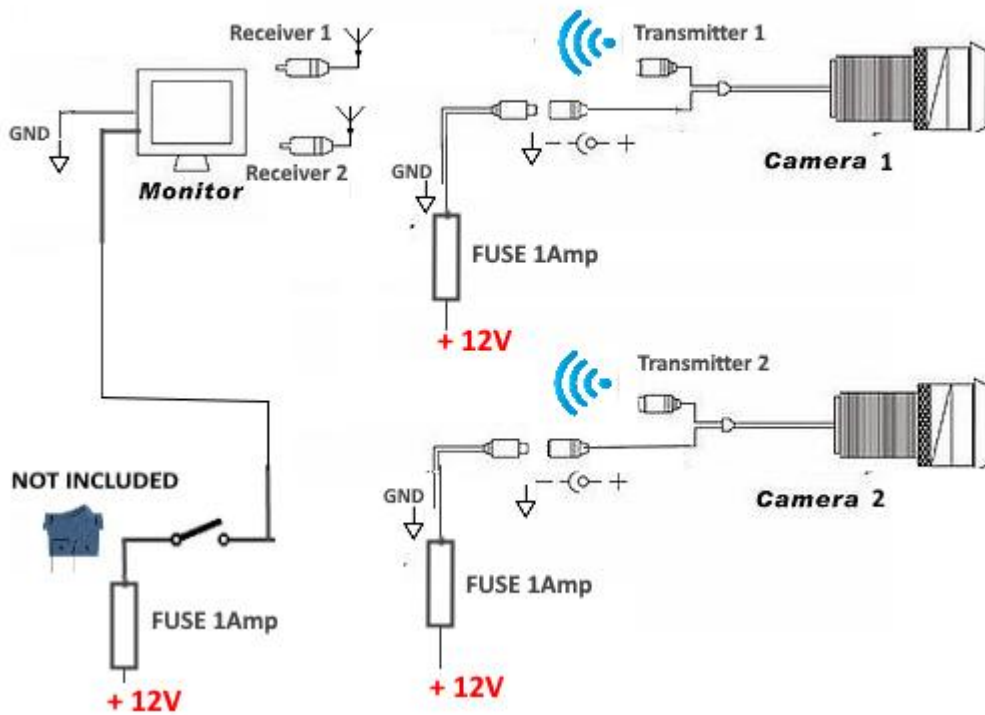 Receiver 1
Transmitter 1
GND
Receiver 2
Monitor
Camera 1
GND
FUSE 1Amp
+ 12V
Transmitter 2
NOT INCLUDED
GND
Camera 2
FUSE 1Amp
FUSE 1Amp
+ 12V
+ 12V